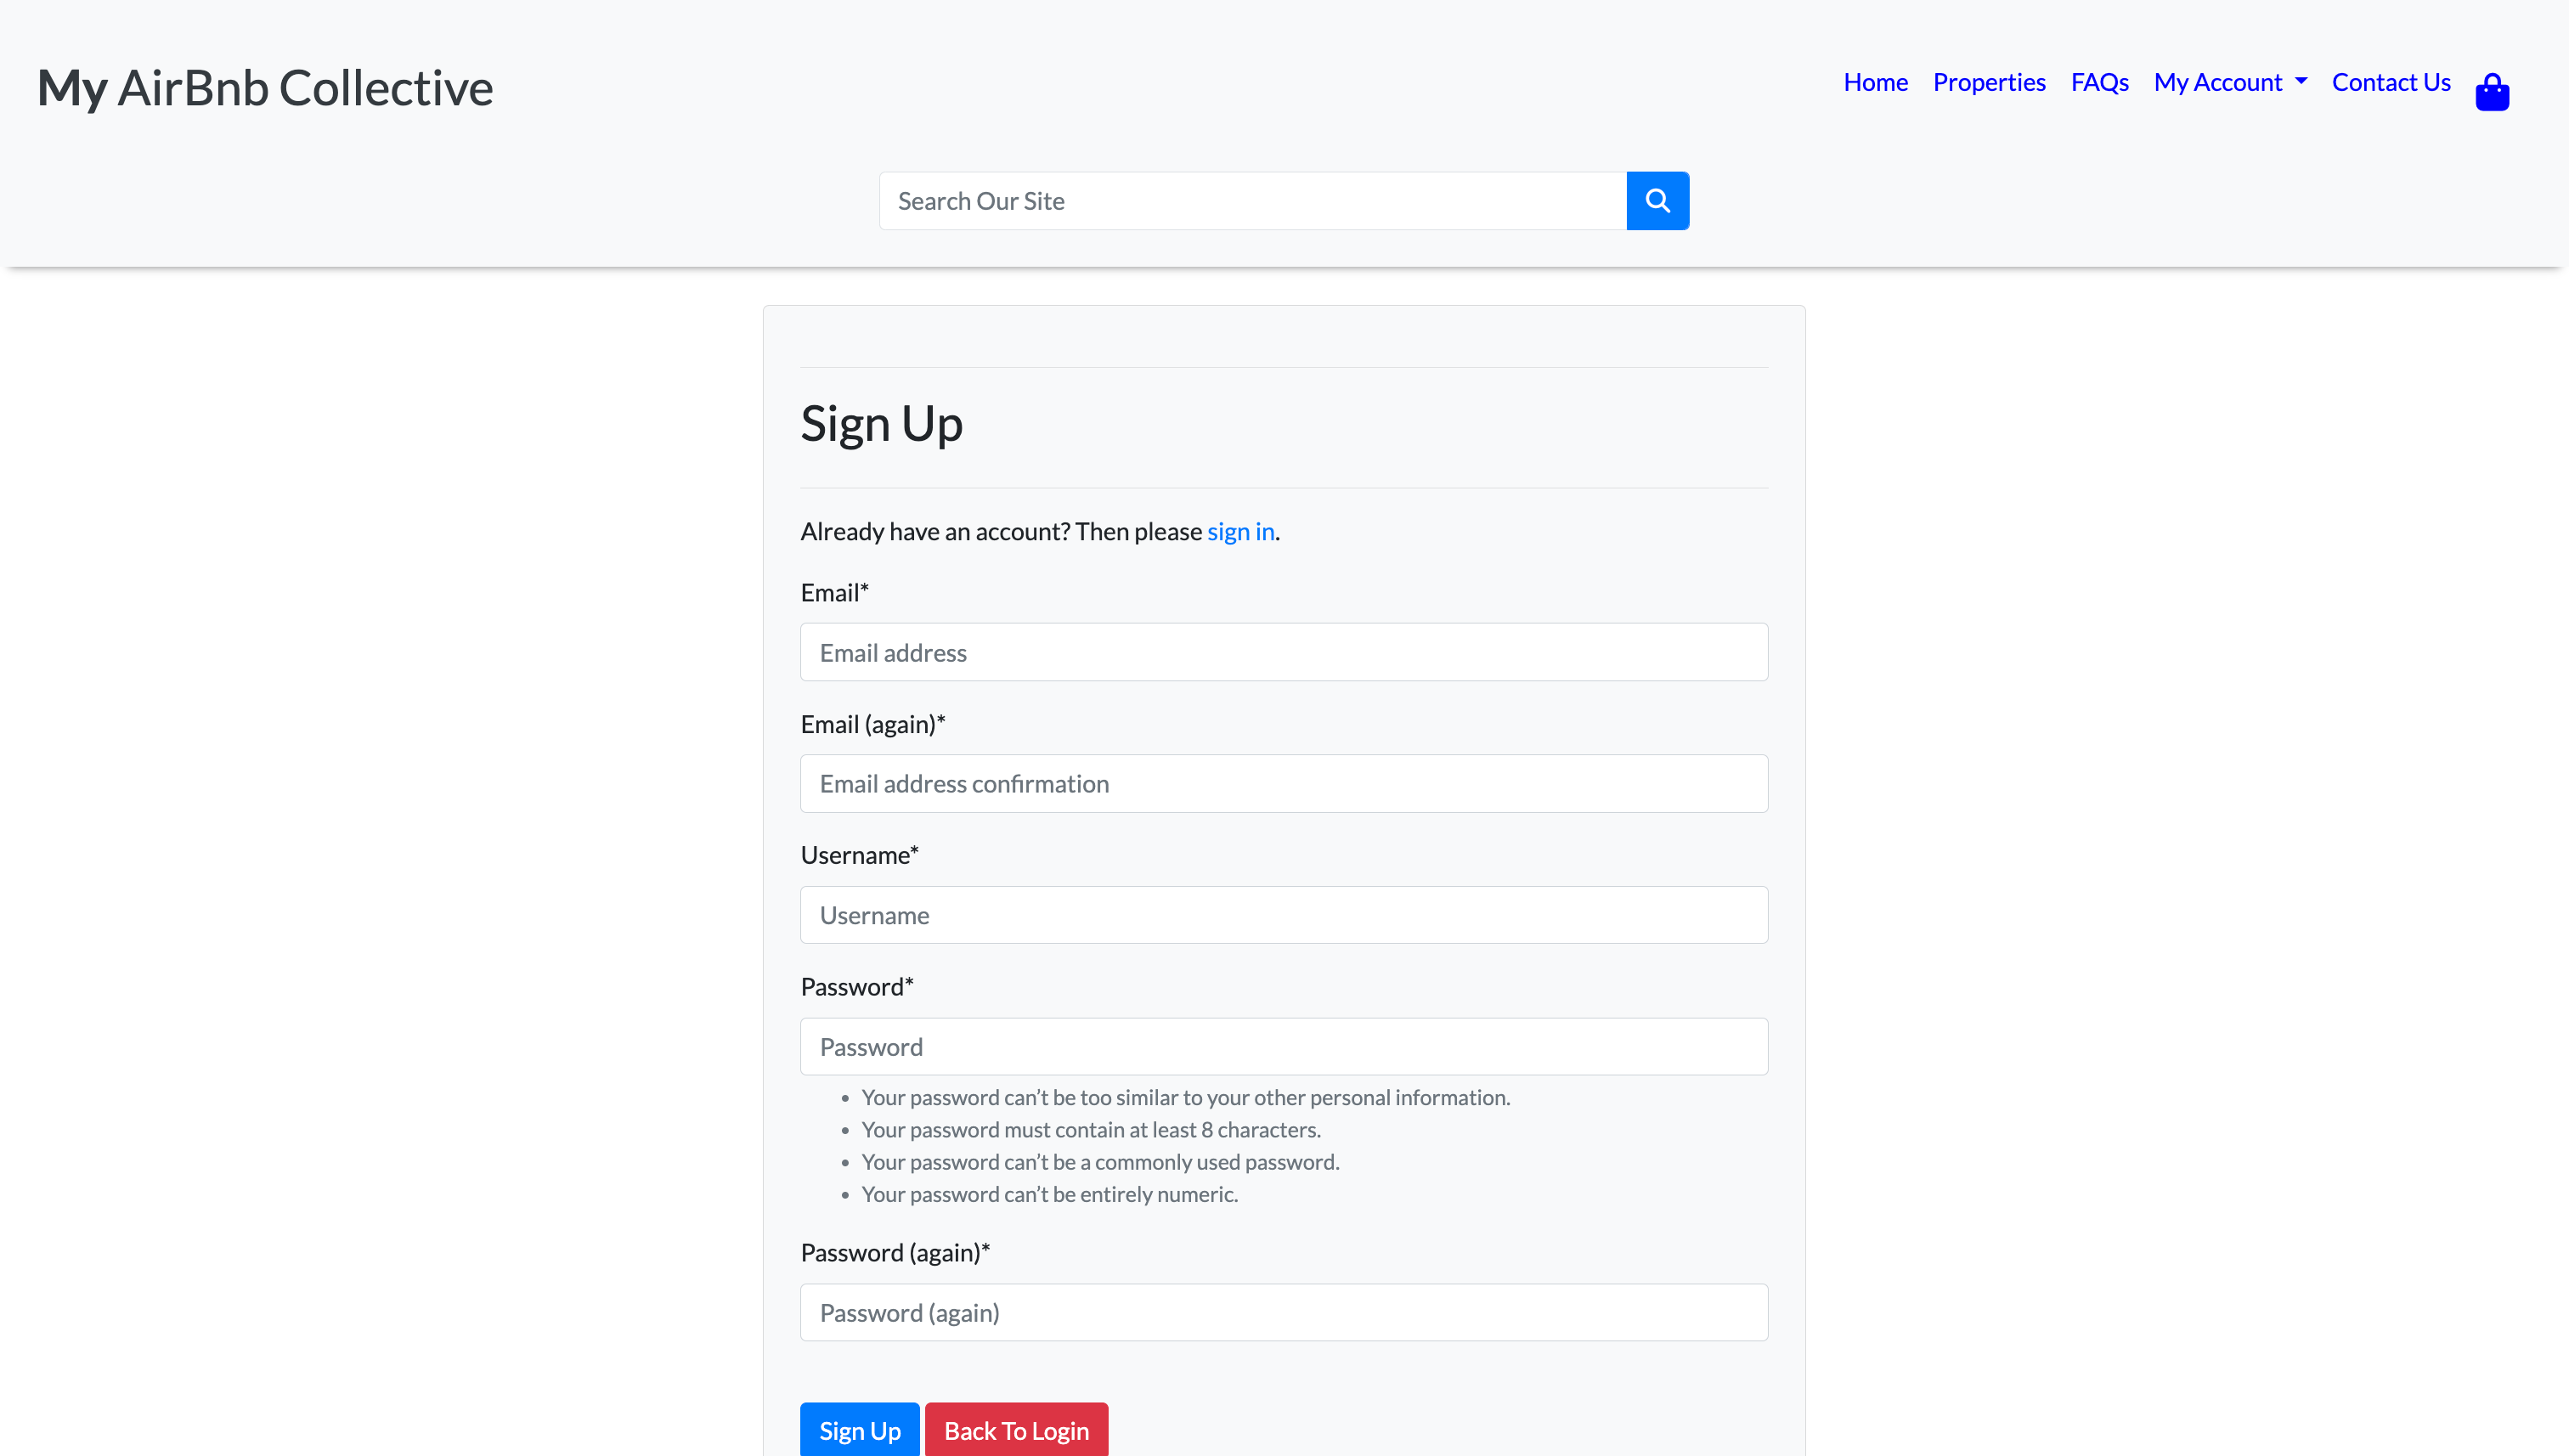 My AirBnb Collective
Home Properties FAQs My Account Contact Us
Search Our Site
Sign Up
Already have an account? Then please sign in.
Email*
Email address
Email (again)*
Email address confirmation
Username*
Username
Password*
Password
• Your password can’t be too similar to your other personal information.
• Your password must contain at least 8 characters.
• Your password can’t be a commonly used password.
• Your password can’t be entirely numeric.
Password (again)*
Password (again)
Sign Up Back To Login